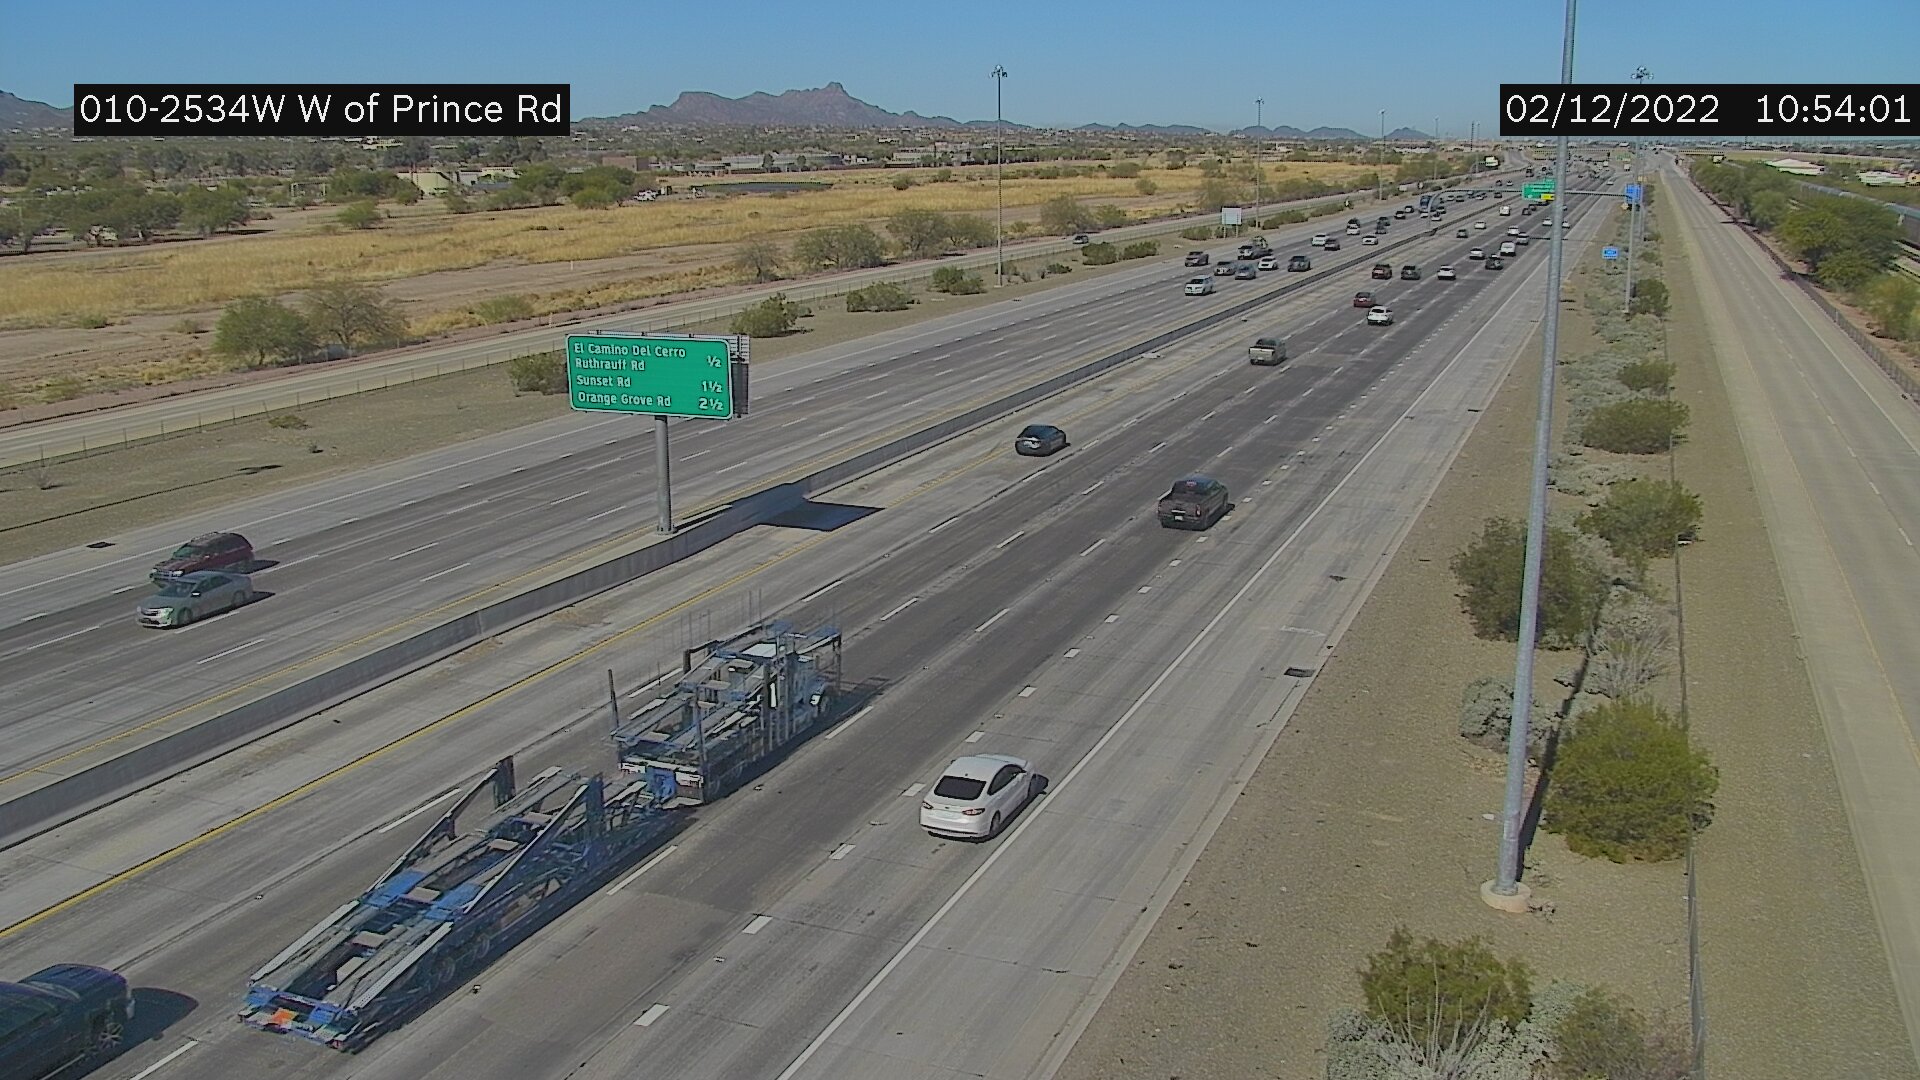 010-2534W W of Prince Rd
02/12/2022 10:54:01
El Camino Del Cerro
Ruthrauff Rd ½
Sunset Rd 1½
Orange Grove Rd 2½